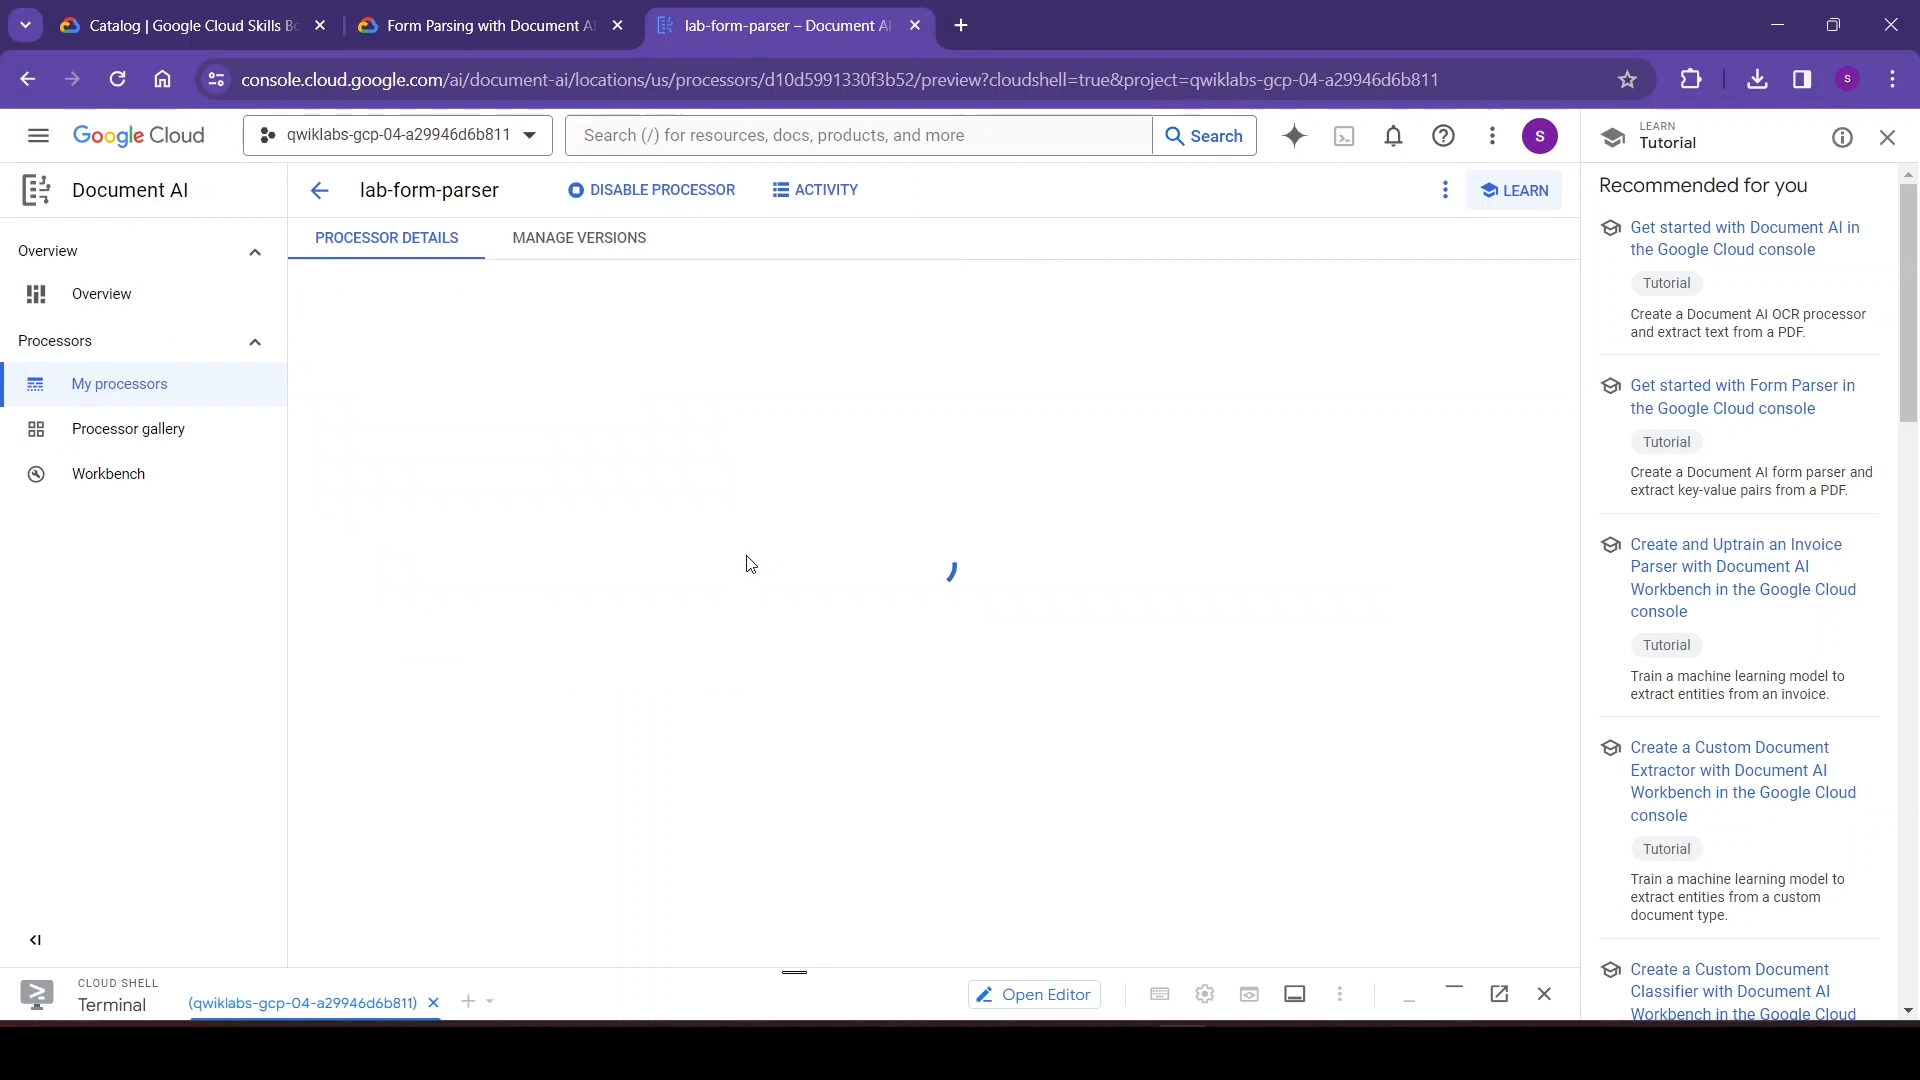 Catalog | Google Cloud Skills Bo
Form Parsing with Document AI
lab-form-parser – Document AI
console.cloud.google.com/ai/document-ai/locations/us/processors/d10d5991330f3b52/preview?cloudshell=true&project=qwiklabs-gcp-04-a29946d6b811
S
Google Cloud
qwiklabs-gcp-04-a29946d6b811
Search (/) for resources, docs, products, and more
Search
S
LEARN
Tutorial
Document AI
lab-form-parser
DISABLE PROCESSOR
ACTIVITY
LEARN
PROCESSOR DETAILS
MANAGE VERSIONS
Overview
Overview
Processors
My processors
Processor gallery
Workbench
Recommended for you
Get started with Document AI in
the Google Cloud console
Tutorial
Create a Document AI OCR processor
and extract text from a PDF.
Get started with Form Parser in
the Google Cloud console
Tutorial
Create a Document AI form parser and
extract key-value pairs from a PDF.
Create and Uptrain an Invoice
Parser with Document AI
Workbench in the Google Cloud
console
Tutorial
Train a machine learning model to
extract entities from an invoice.
Create a Custom Document
Extractor with Document AI
Workbench in the Google Cloud
console
Tutorial
Train a machine learning model to
extract entities from a custom
document type.
Create a Custom Document
Classifier with Document AI
Workbench in the Google Cloud
CLOUD SHELL
Terminal
(qwiklabs-gcp-04-a29946d6b811)
Open Editor